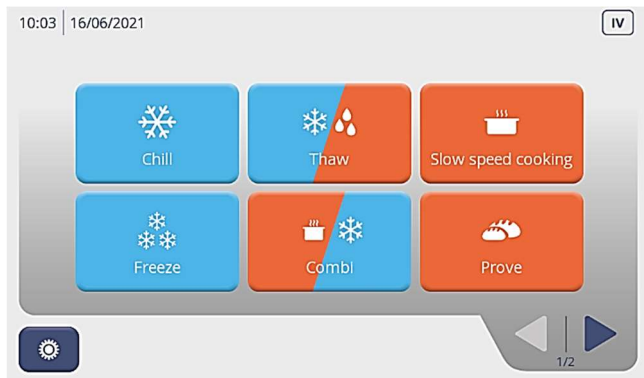 10:03 16/06/2021
IV
Chill
Thaw
Slow speed cooking
Freeze
Combi
Prove
1/2